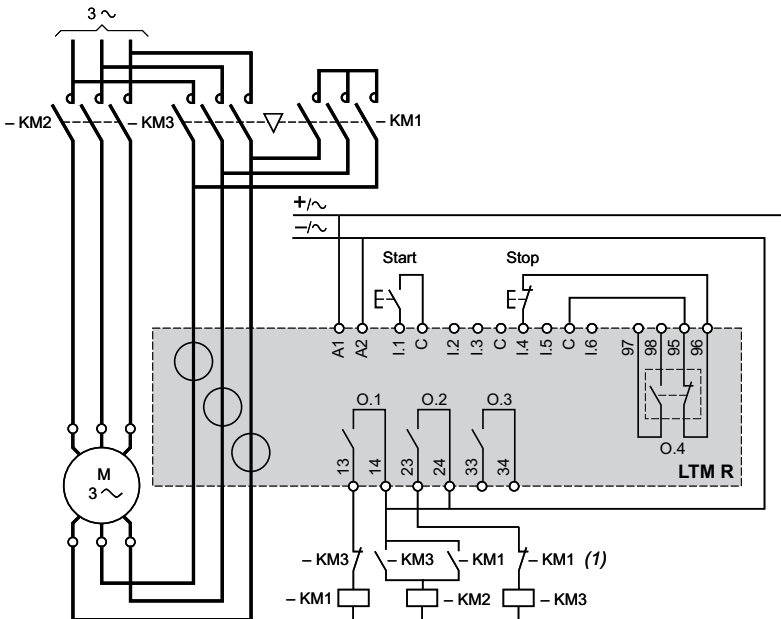 3 ~
– KM2
– KM3
– KM1
+/~
–/~
Start
Stop
A1
A2
I.1
C
I.2
I.3
C
I.4
I.5
C
I.6
97
98
95
96
O.1
O.2
O.3
O.4
13
14
23
24
33
34
LTM R
M
3 ~
– KM3
– KM3
– KM1
– KM1 (1)
– KM1
– KM2
– KM3